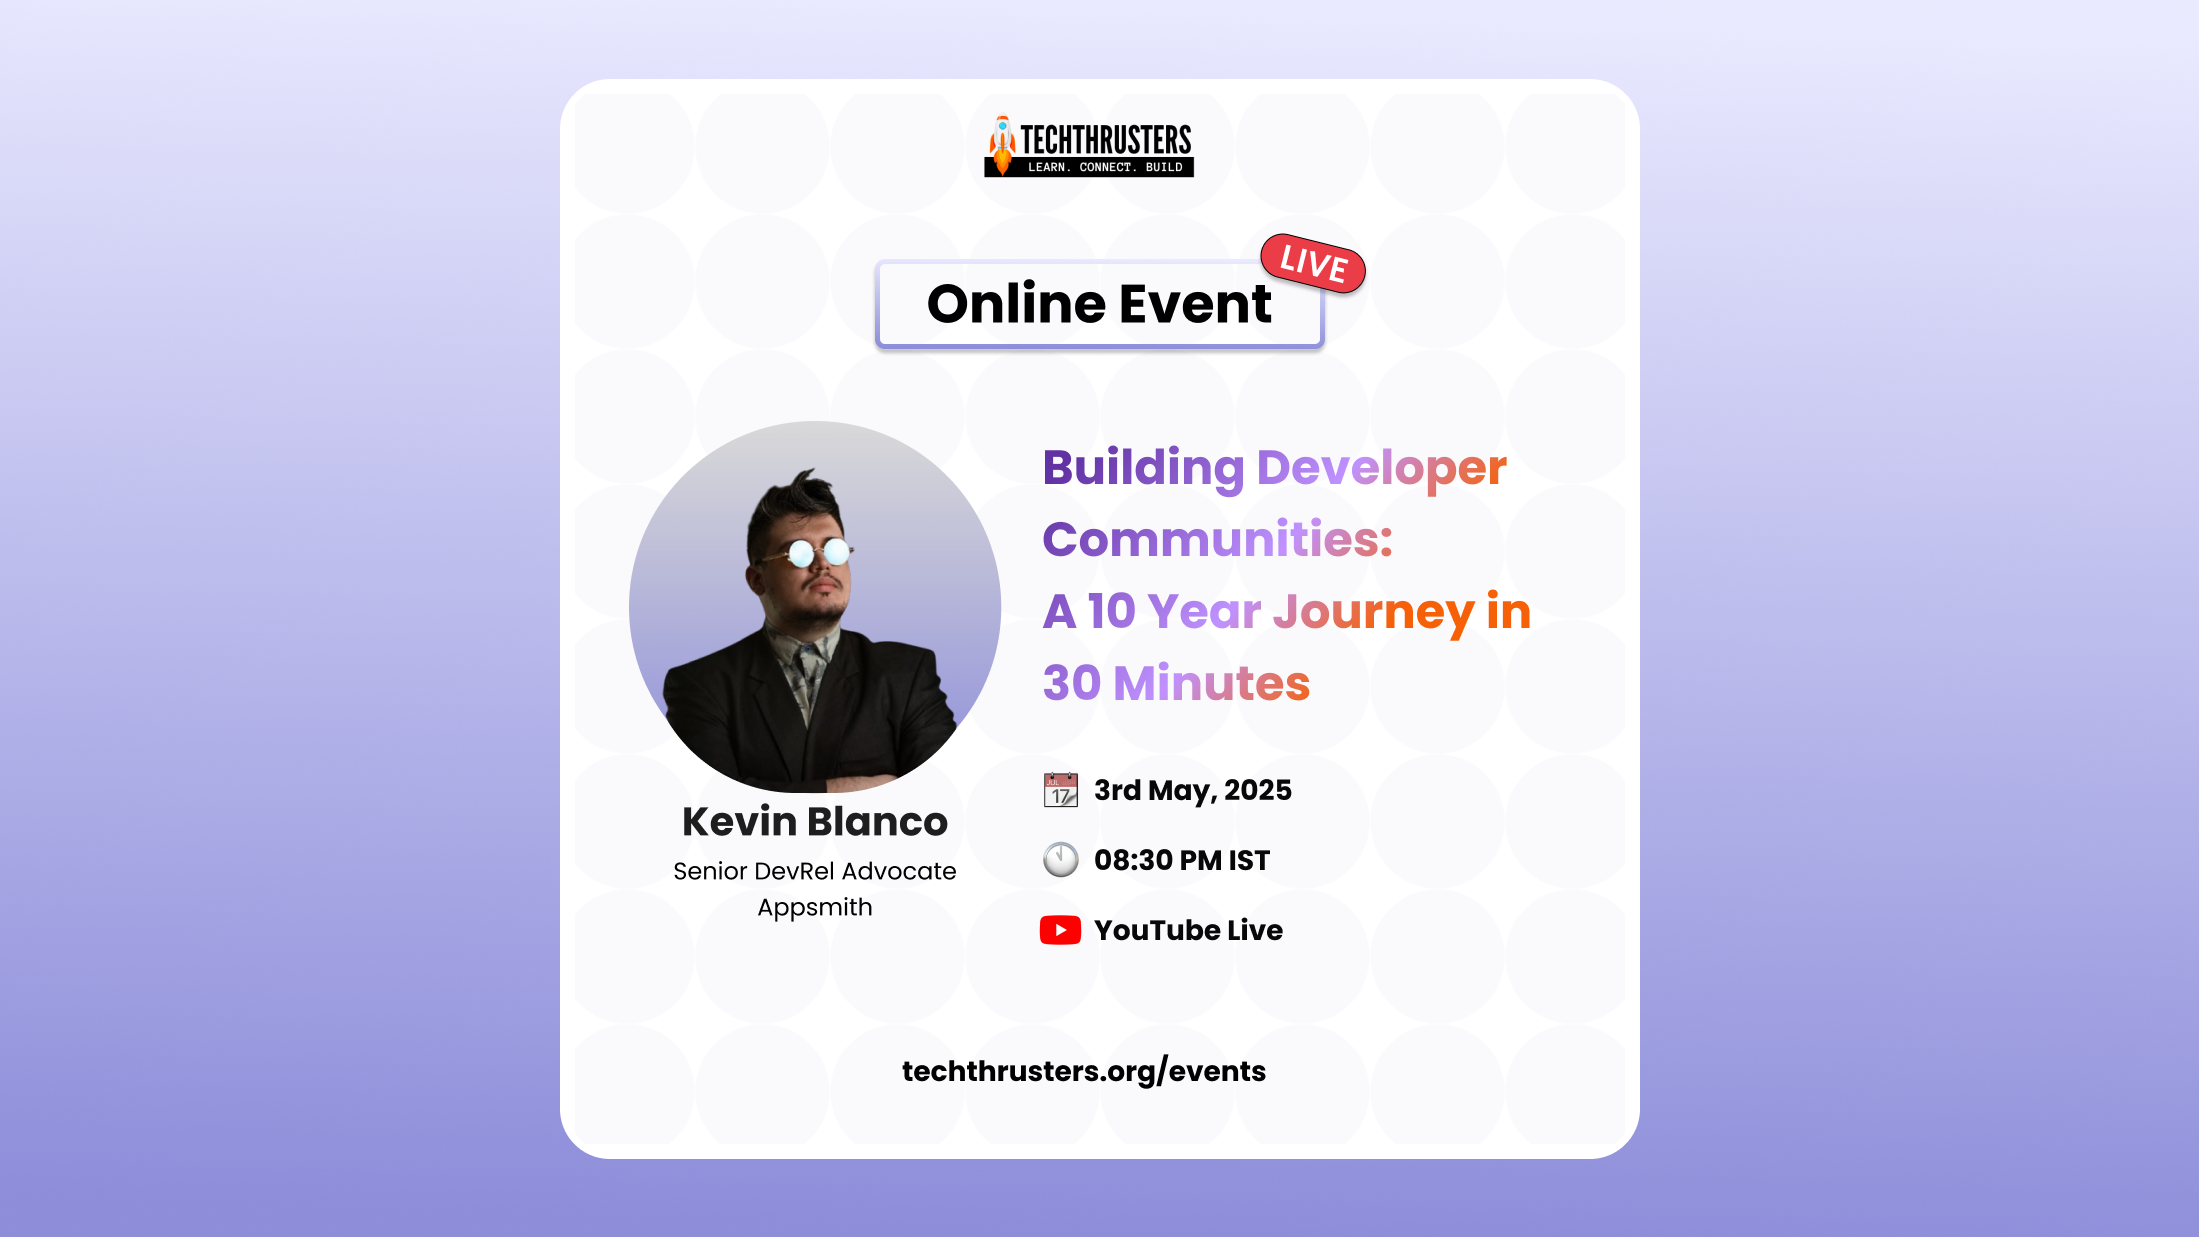 TECHTHRUSTERS
LEARN. CONNECT. BUILD
LIVE
Online Event
Building Developer
Communities:
A 10 Year Journey in
30 Minutes
JUL
17
3rd May, 2025
08:30 PM IST
YouTube Live
Kevin Blanco
Senior DevRel Advocate
Appsmith
techthrusters.org/events